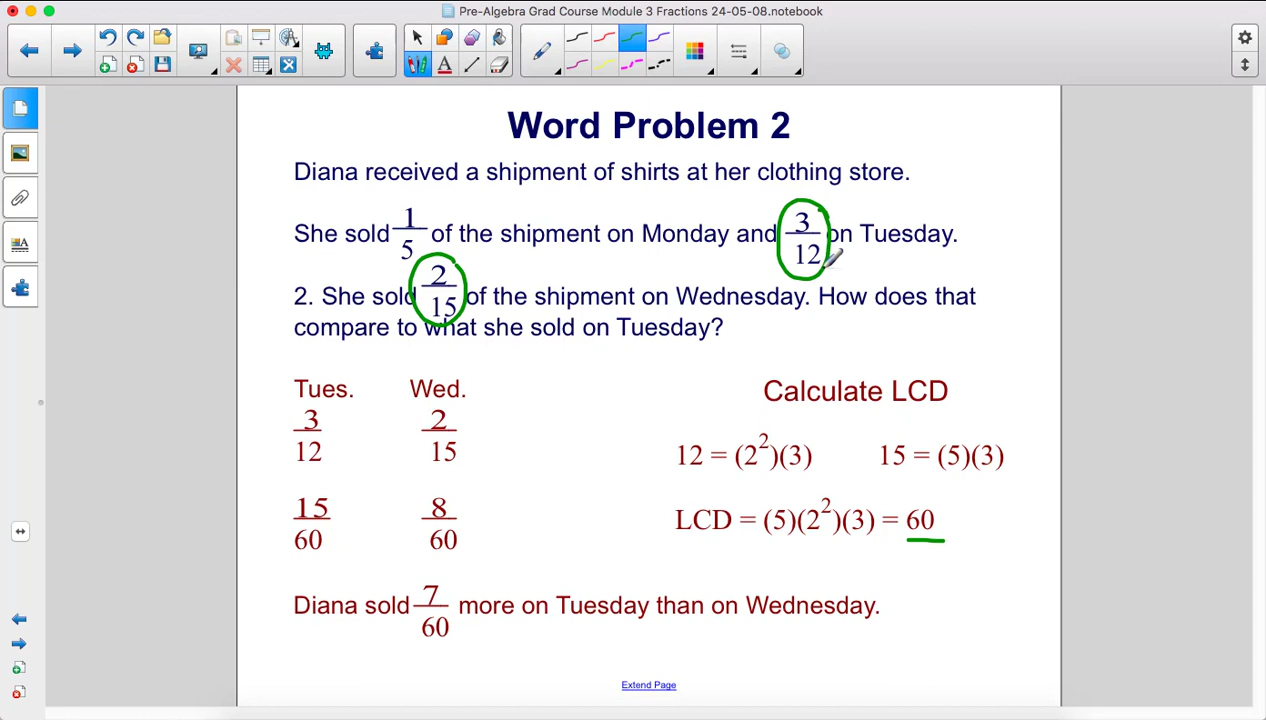 Pre-Algebra Grad Course Module 3 Fractions 24-05-08.notebook
Word Problem 2
Diana received a shipment of shirts at her clothing store.
She sold 1/5 of the shipment on Monday and 3/12 on Tuesday.
2. She sold 2/15 of the shipment on Wednesday. How does that
compare to what she sold on Tuesday?
Tues. Wed.
3/12 2/15
15/60 8/60
Calculate LCD
12 = (2²)(3) 15 = (5)(3)
LCD = (5)(2²)(3) = 60
Diana sold 7/60 more on Tuesday than on Wednesday.
Extend Page